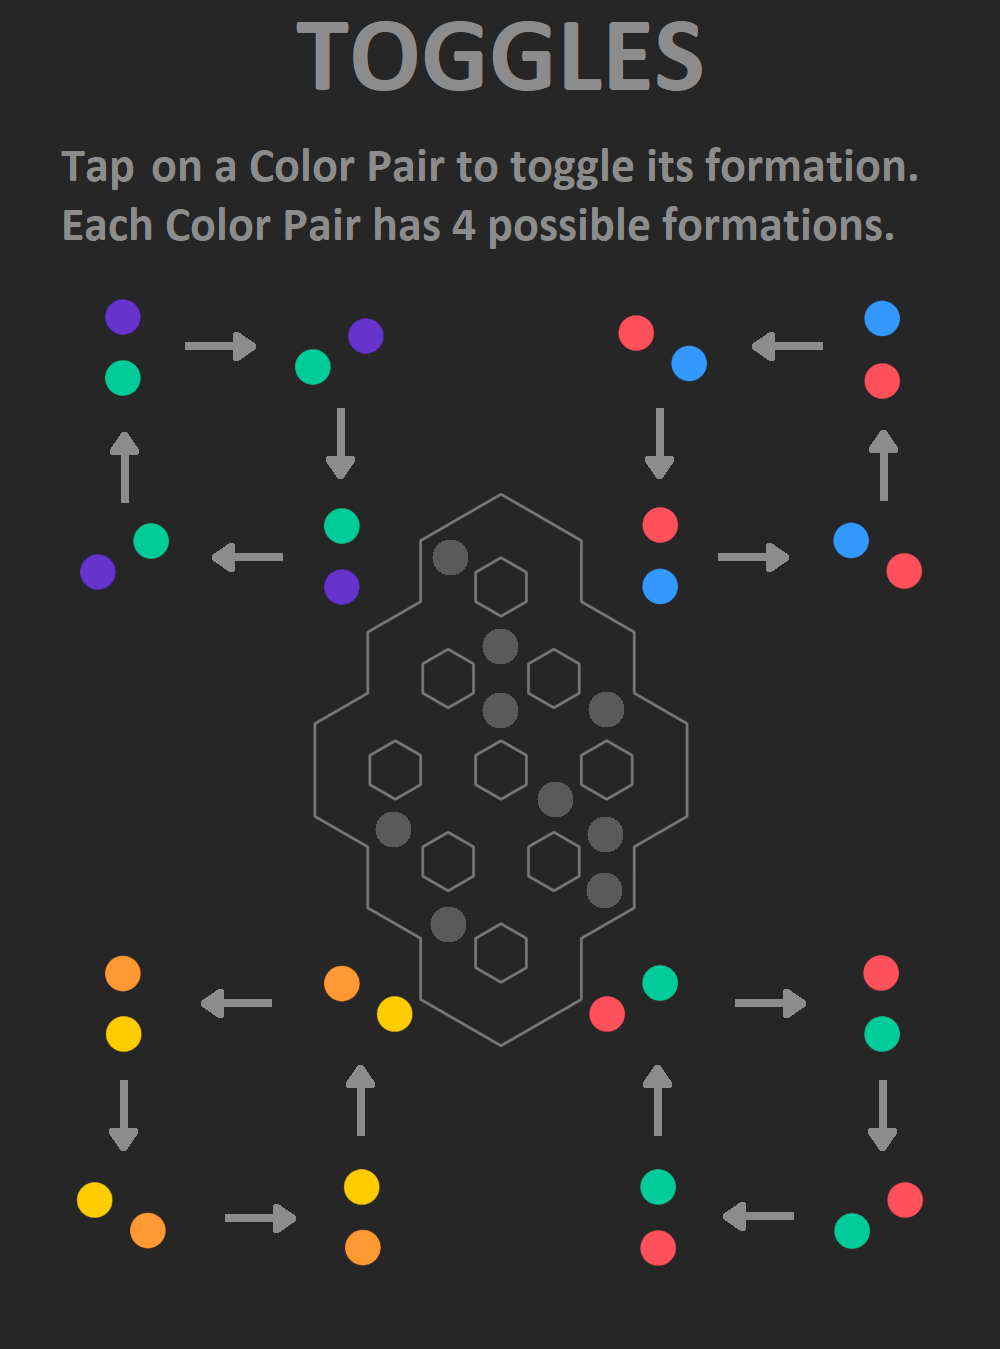 TOGGLES
Tap on a Color Pair to toggle its formation.
Each Color Pair has 4 possible formations.